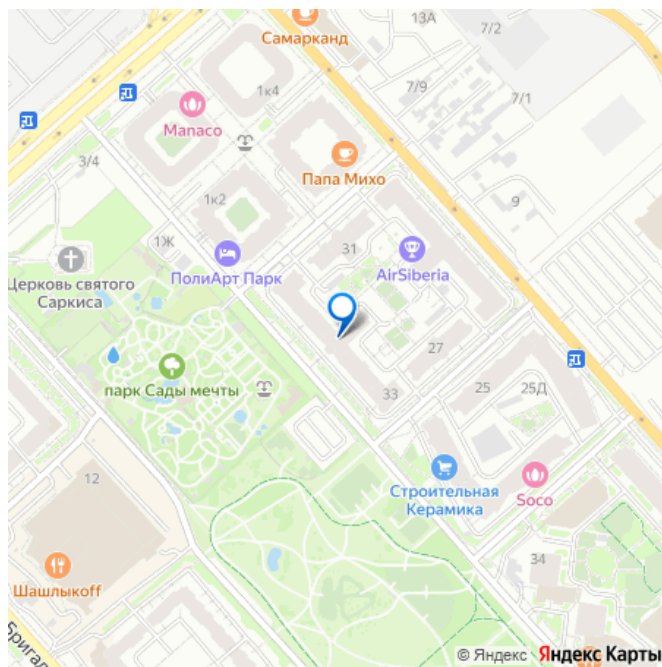 Самарканд
13А
7/2
1к4
7/9
7/1
Manaco
3/4
Папа Михо
1к2
9
1Ж
31
Церковь святого
Саркиса
ПолиАрт Парк
AirSiberia
27
парк Сады мечты
25
25Д
33
12
Строительная
Керамика
Soco
34
Шашлыкоff
Бригад
© Яндекс Яндекс Карты